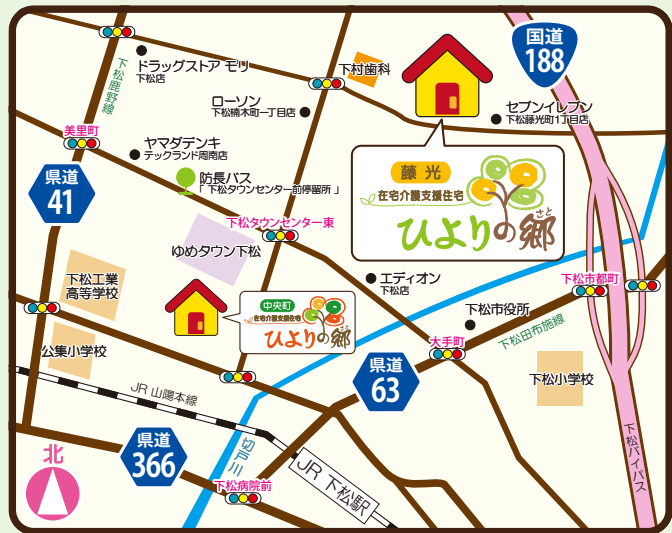 国道
188
下村歯科
ドラッグストア モリ
下松店
下松鹿野線
ローソン
下松楠木町一丁目店
セブンイレブン
下松藤光町1丁目店
美里町
ヤマダデンキ
テックランド周南店
防長バス
「 下松タウンセンター前停留所 」
藤光
在宅介護支援住宅
ひよりの郷
さと
県道
41
下松タウンセンター東
ゆめタウン下松
下松工業
高等学校
エディオン
下松店
下松市都町
中央町
在宅介護支援住宅
ひよりの郷
さと
下松市役所
下松田布施線
大手町
公集小学校
県道
63
下松小学校
JR 山陽本線
下松バイパス
北
県道
366
切戸川
JR 下松駅
下松病院前